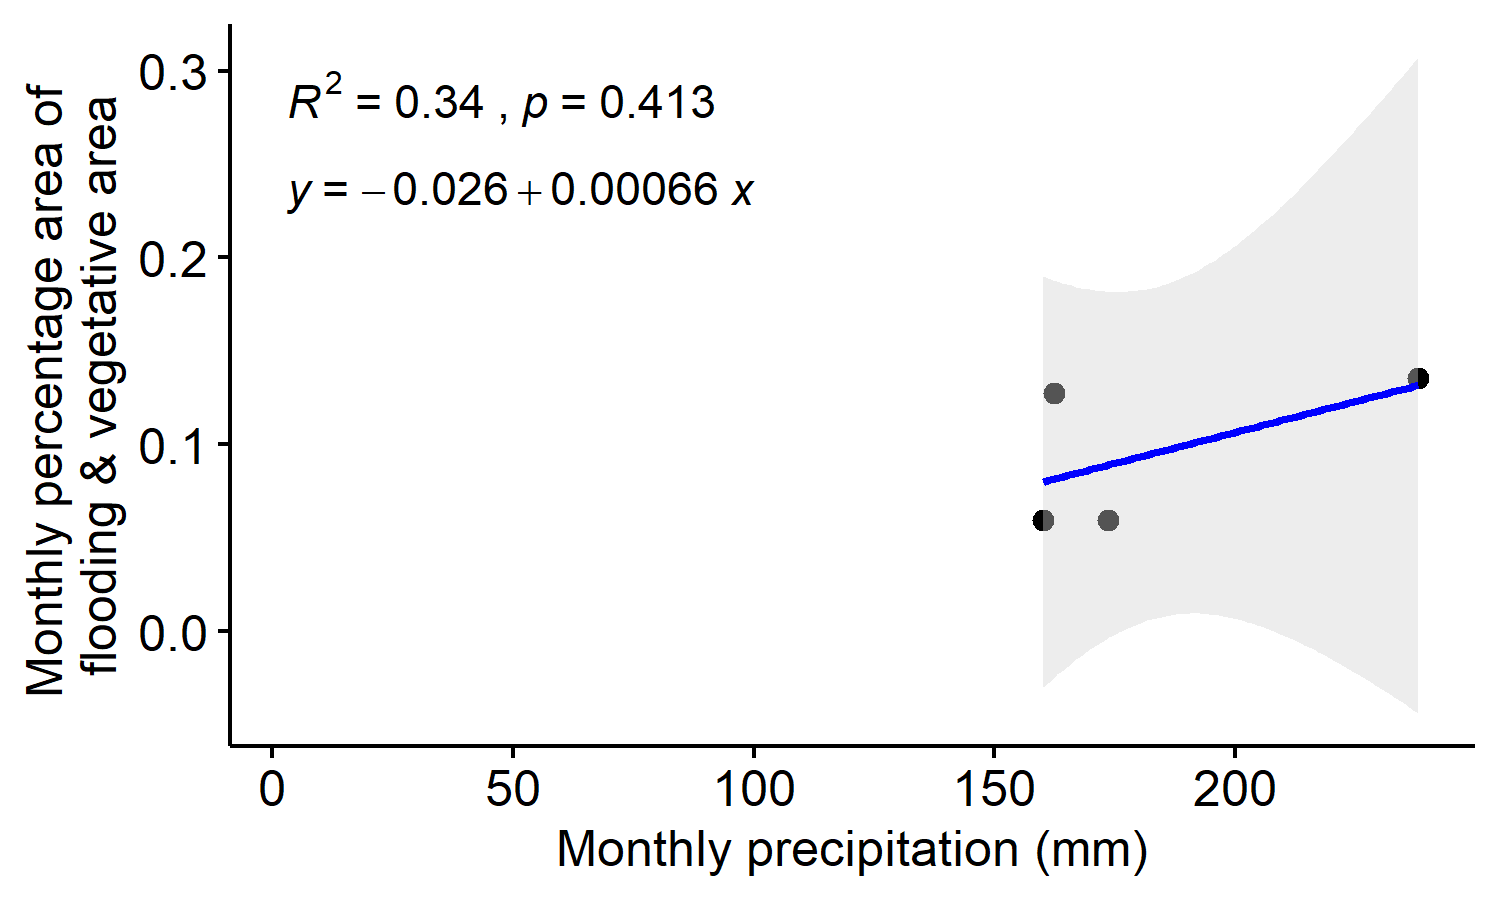 Monthly percentage area of
flooding & vegetative area
0.3
0.2
0.1
0.0
R² = 0.34 , p = 0.413
y = −0.026 + 0.00066 x
0 50 100 150 200
Monthly precipitation (mm)